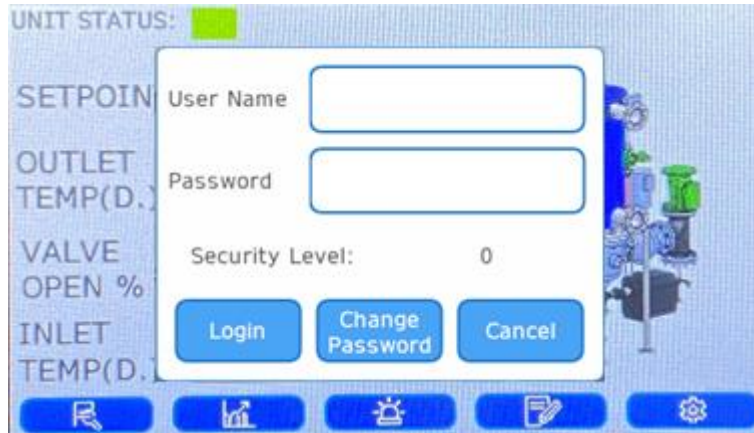 UNIT STATUS:
SETPOIN
User Name
OUTLET
TEMP(D.)
Password
VALVE
OPEN %
Security Level: 0
INLET
TEMP(D.)
Login
Change
Password
Cancel